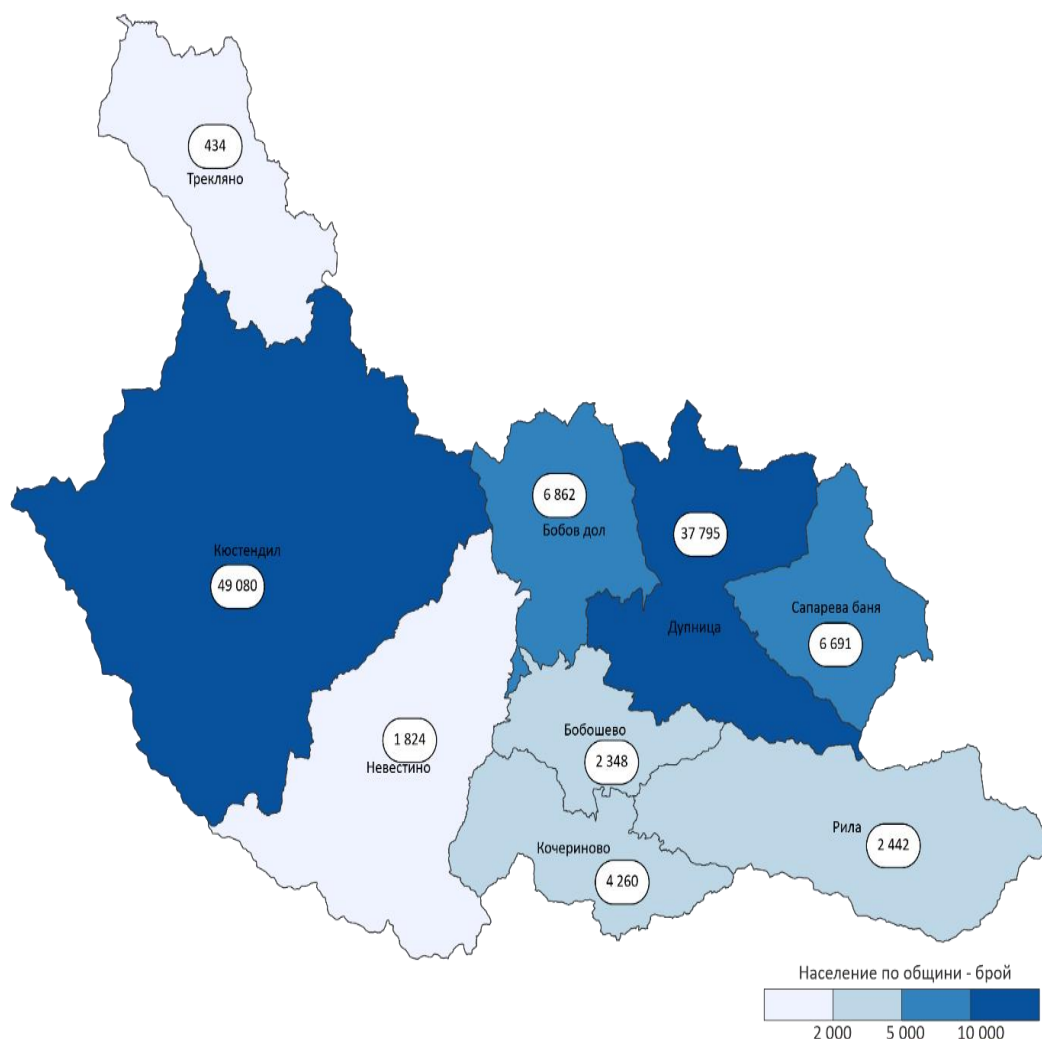 434
Трекляно
6 862
Бобов дол
37 795
Кюстендил
49 080
Сапарева баня
6 691
Дупница
1 824
Невестино
Бобошево
2 348
Рила
2 442
Кочериново
4 260
Население по общини - брой
2 000 5 000 10 000